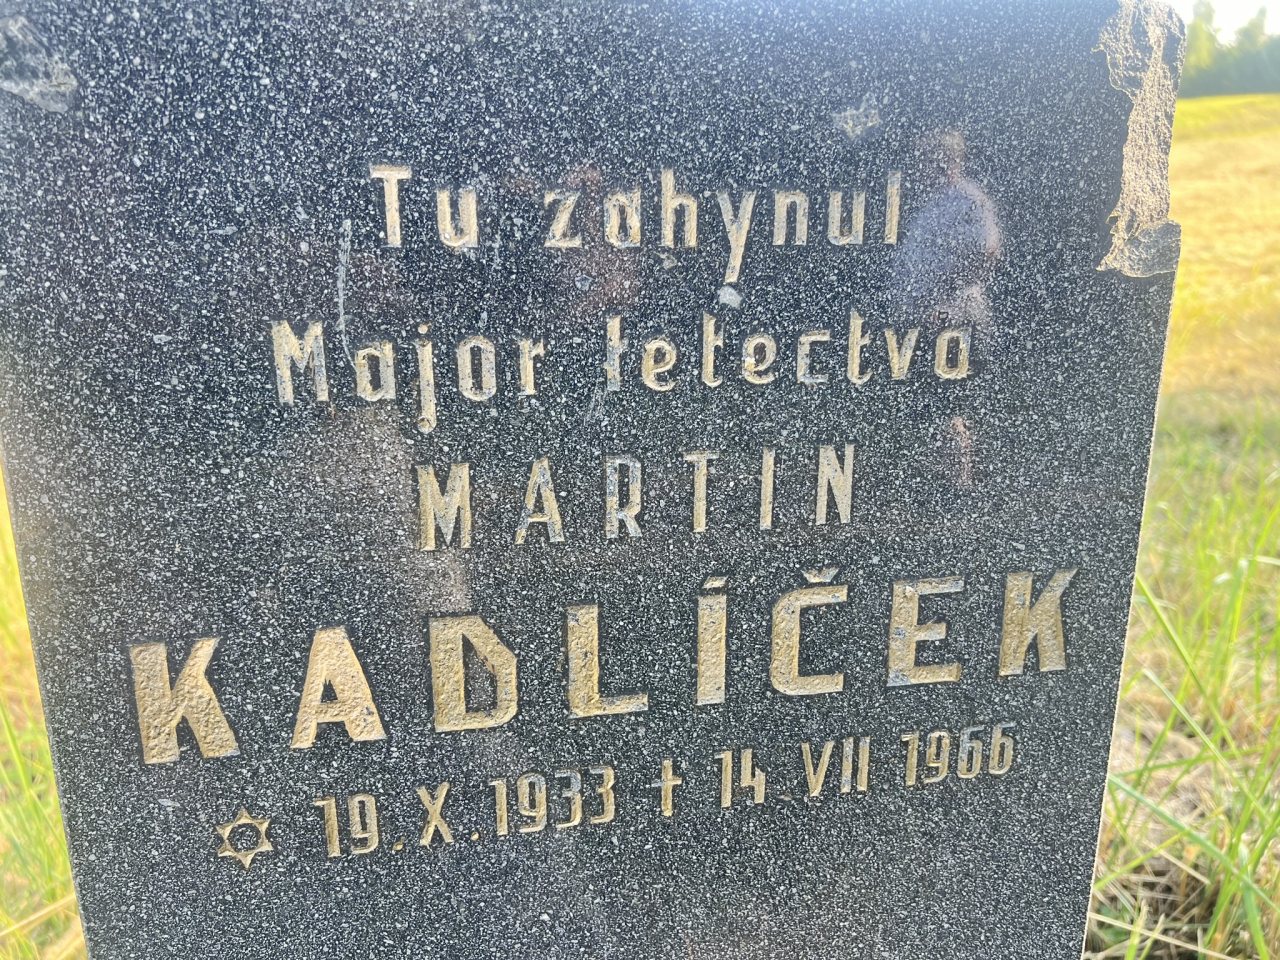 Tu zahynul
Major letectva
MARTIN
KADLÍČEK
✡ 19. X. 1933 † 14. VII 1966